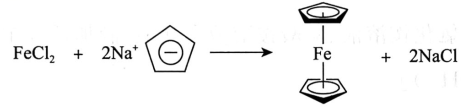 FeCl₂ + 2Na⁺ ⊖ ⟶ Fe + 2NaCl